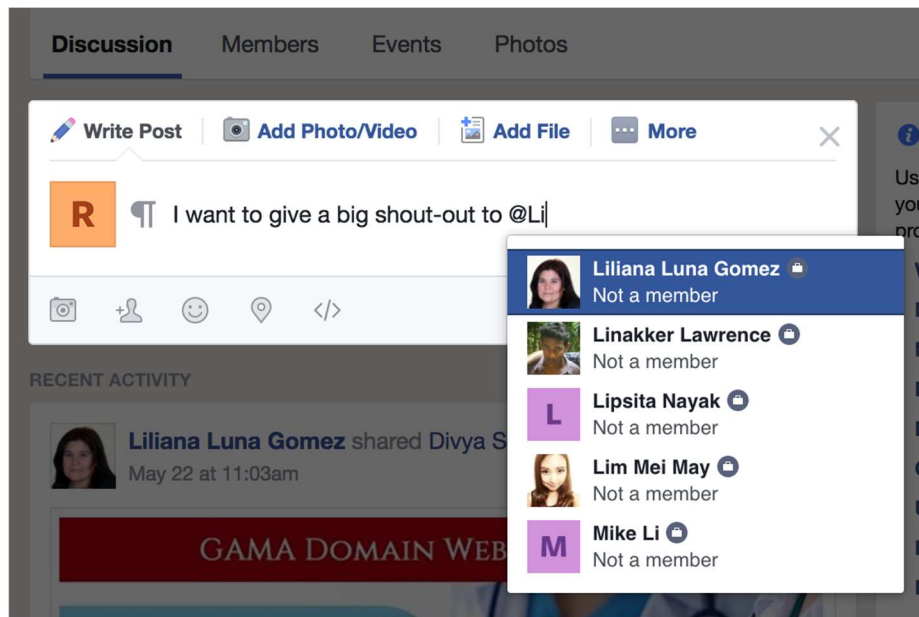 Discussion Members Events Photos
Write Post Add Photo/Video Add File More
R ¶ I want to give a big shout-out to @Li
Us
you
pro
Liliana Luna Gomez
Not a member
Linakker Lawrence
Not a member
L Lipsita Nayak
Not a member
Lim Mei May
Not a member
M Mike Li
Not a member
RECENT ACTIVITY
Liliana Luna Gomez shared Divya S
May 22 at 11:03am
GAMA DOMAIN WEB